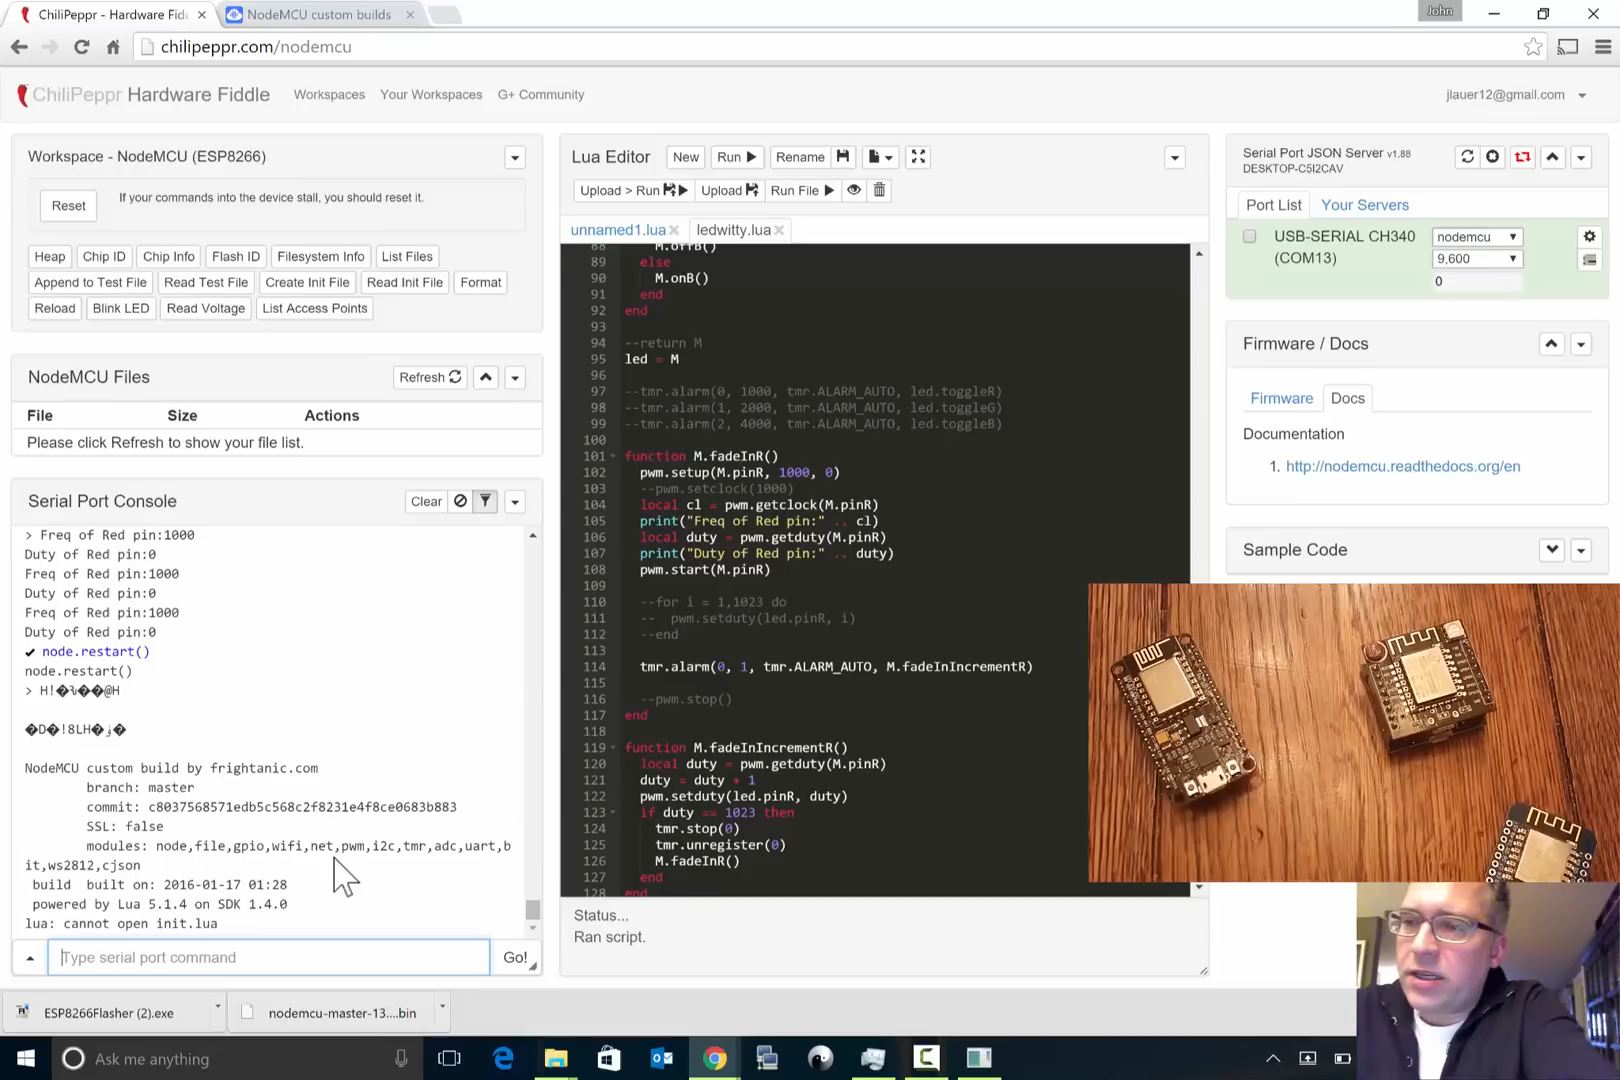 ChiliPeppr - Hardware Fid
NodeMCU custom builds
John
chilipeppr.com/nodemcu
ChiliPeppr Hardware Fiddle
Workspaces
Your Workspaces
G+ Community
jlauer12@gmail.com
Workspace - NodeMCU (ESP8266)
Reset
If your commands into the device stall, you should reset it.
Heap
Chip ID
Chip Info
Flash ID
Filesystem Info
List Files
Append to Test File
Read Test File
Create Init File
Read Init File
Format
Reload
Blink LED
Read Voltage
List Access Points
NodeMCU Files
Refresh
File Size Actions
Please click Refresh to show your file list.
Serial Port Console
Clear
> Freq of Red pin:1000
Duty of Red pin:0
Freq of Red pin:1000
Duty of Red pin:0
Freq of Red pin:1000
Duty of Red pin:0
node.restart()
node.restart()
NodeMCU custom build by frightanic.com
branch: master
commit: c8037568571edb5c568c2f8231e4f8ce0683b883
SSL: false
modules: node,file,gpio,wifi,net,pwm,i2c,tmr,adc,uart,b
it,ws2812,cjson
build built on: 2016-01-17 01:28
powered by Lua 5.1.4 on SDK 1.4.0
lua: cannot open init.lua
Type serial port command
Go!
Lua Editor
New
Run
Rename
Upload > Run
Upload
Run File
unnamed1.lua
ledwitty.lua
88 M.offB()
89 else
90 M.onB()
91 end
92 end
93
94 --return M
95 led = M
96
97 --tmr.alarm(0, 1000, tmr.ALARM_AUTO, led.toggleR)
98 --tmr.alarm(1, 2000, tmr.ALARM_AUTO, led.toggleG)
99 --tmr.alarm(2, 4000, tmr.ALARM_AUTO, led.toggleB)
100
101 function M.fadeInR()
102 pwm.setup(M.pinR, 1000, 0)
103 --pwm.setclock(1000)
104 local cl = pwm.getclock(M.pinR)
105 print("Freq of Red pin:" .. cl)
106 local duty = pwm.getduty(M.pinR)
107 print("Duty of Red pin:" .. duty)
108 pwm.start(M.pinR)
109
110 --for i = 1,1023 do
111 -- pwm.setduty(led.pinR, i)
112 --end
113
114 tmr.alarm(0, 1, tmr.ALARM_AUTO, M.fadeInIncrementR)
115
116 --pwm.stop()
117 end
118
119 function M.fadeInIncrementR()
120 local duty = pwm.getduty(M.pinR)
121 duty = duty + 1
122 pwm.setduty(led.pinR, duty)
123 if duty == 1023 then
124 tmr.stop(0)
125 tmr.unregister(0)
126 M.fadeInR()
127 end
128 end
Status...
Ran script.
Serial Port JSON Server v1.88
DESKTOP-C5I2CAV
Port List
Your Servers
USB-SERIAL CH340
(COM13)
nodemcu
9,600
0
Firmware / Docs
Firmware
Docs
Documentation
1. http://nodemcu.readthedocs.org/en
Sample Code
ESP8266Flasher (2).exe
nodemcu-master-13....bin
Ask me anything